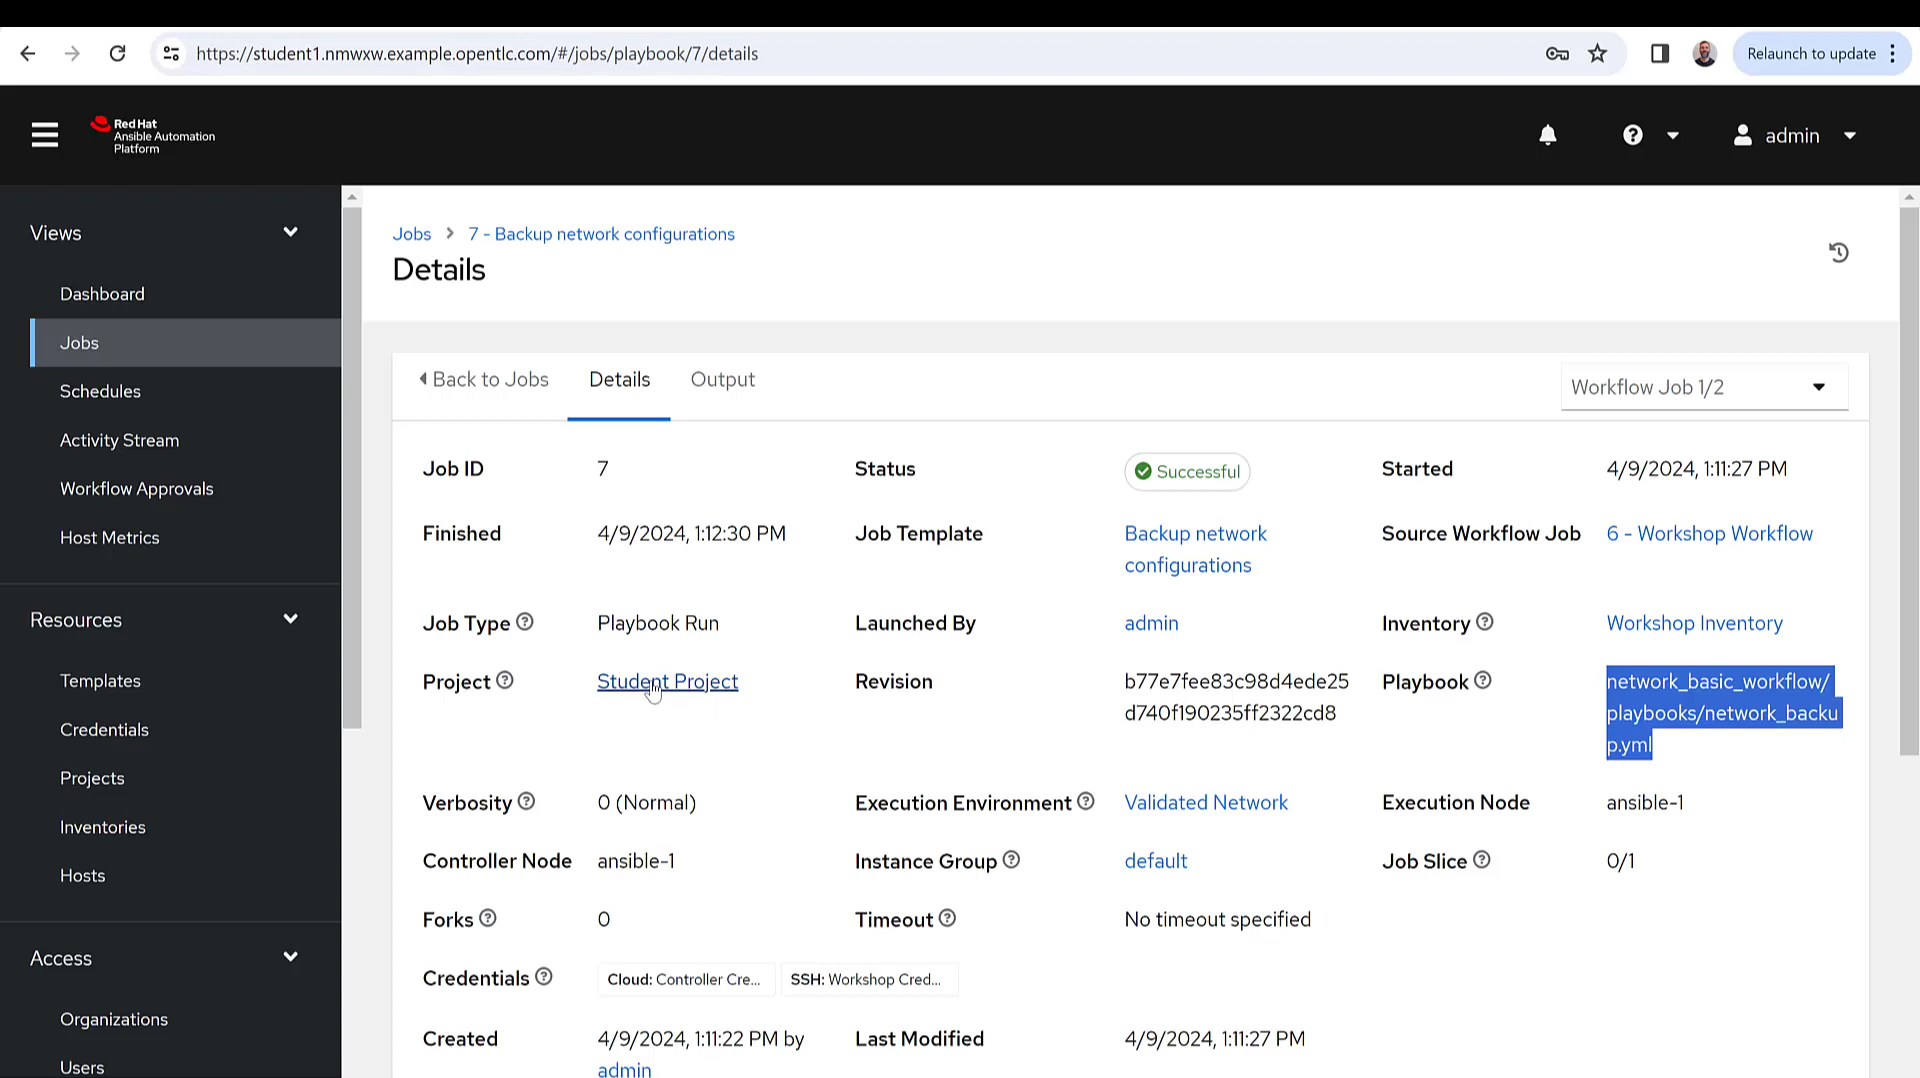 https://student1.nmwxw.example.opentlc.com/#/jobs/playbook/7/details
Relaunch to update
Red Hat
Ansible Automation
Platform
admin
Views
Dashboard
Jobs
Schedules
Activity Stream
Workflow Approvals
Host Metrics
Resources
Templates
Credentials
Projects
Inventories
Hosts
Access
Organizations
Users
Jobs > 7 - Backup network configurations
Details
Back to Jobs
Details
Output
Workflow Job 1/2
Job ID
7
Status
Successful
Started
4/9/2024, 1:11:27 PM
Finished
4/9/2024, 1:12:30 PM
Job Template
Backup network
configurations
Source Workflow Job
6 - Workshop Workflow
Job Type
Playbook Run
Launched By
admin
Inventory
Workshop Inventory
Project
Student Project
Revision
b77e7fee83c98d4ede25
d740f190235ff2322cd8
Playbook
network_basic_workflow/
playbooks/network_backu
p.yml
Verbosity
0 (Normal)
Execution Environment
Validated Network
Execution Node
ansible-1
Controller Node
ansible-1
Instance Group
default
Job Slice
0/1
Forks
0
Timeout
No timeout specified
Credentials
Cloud: Controller Cre...
SSH: Workshop Cred...
Created
4/9/2024, 1:11:22 PM by
admin
Last Modified
4/9/2024, 1:11:27 PM